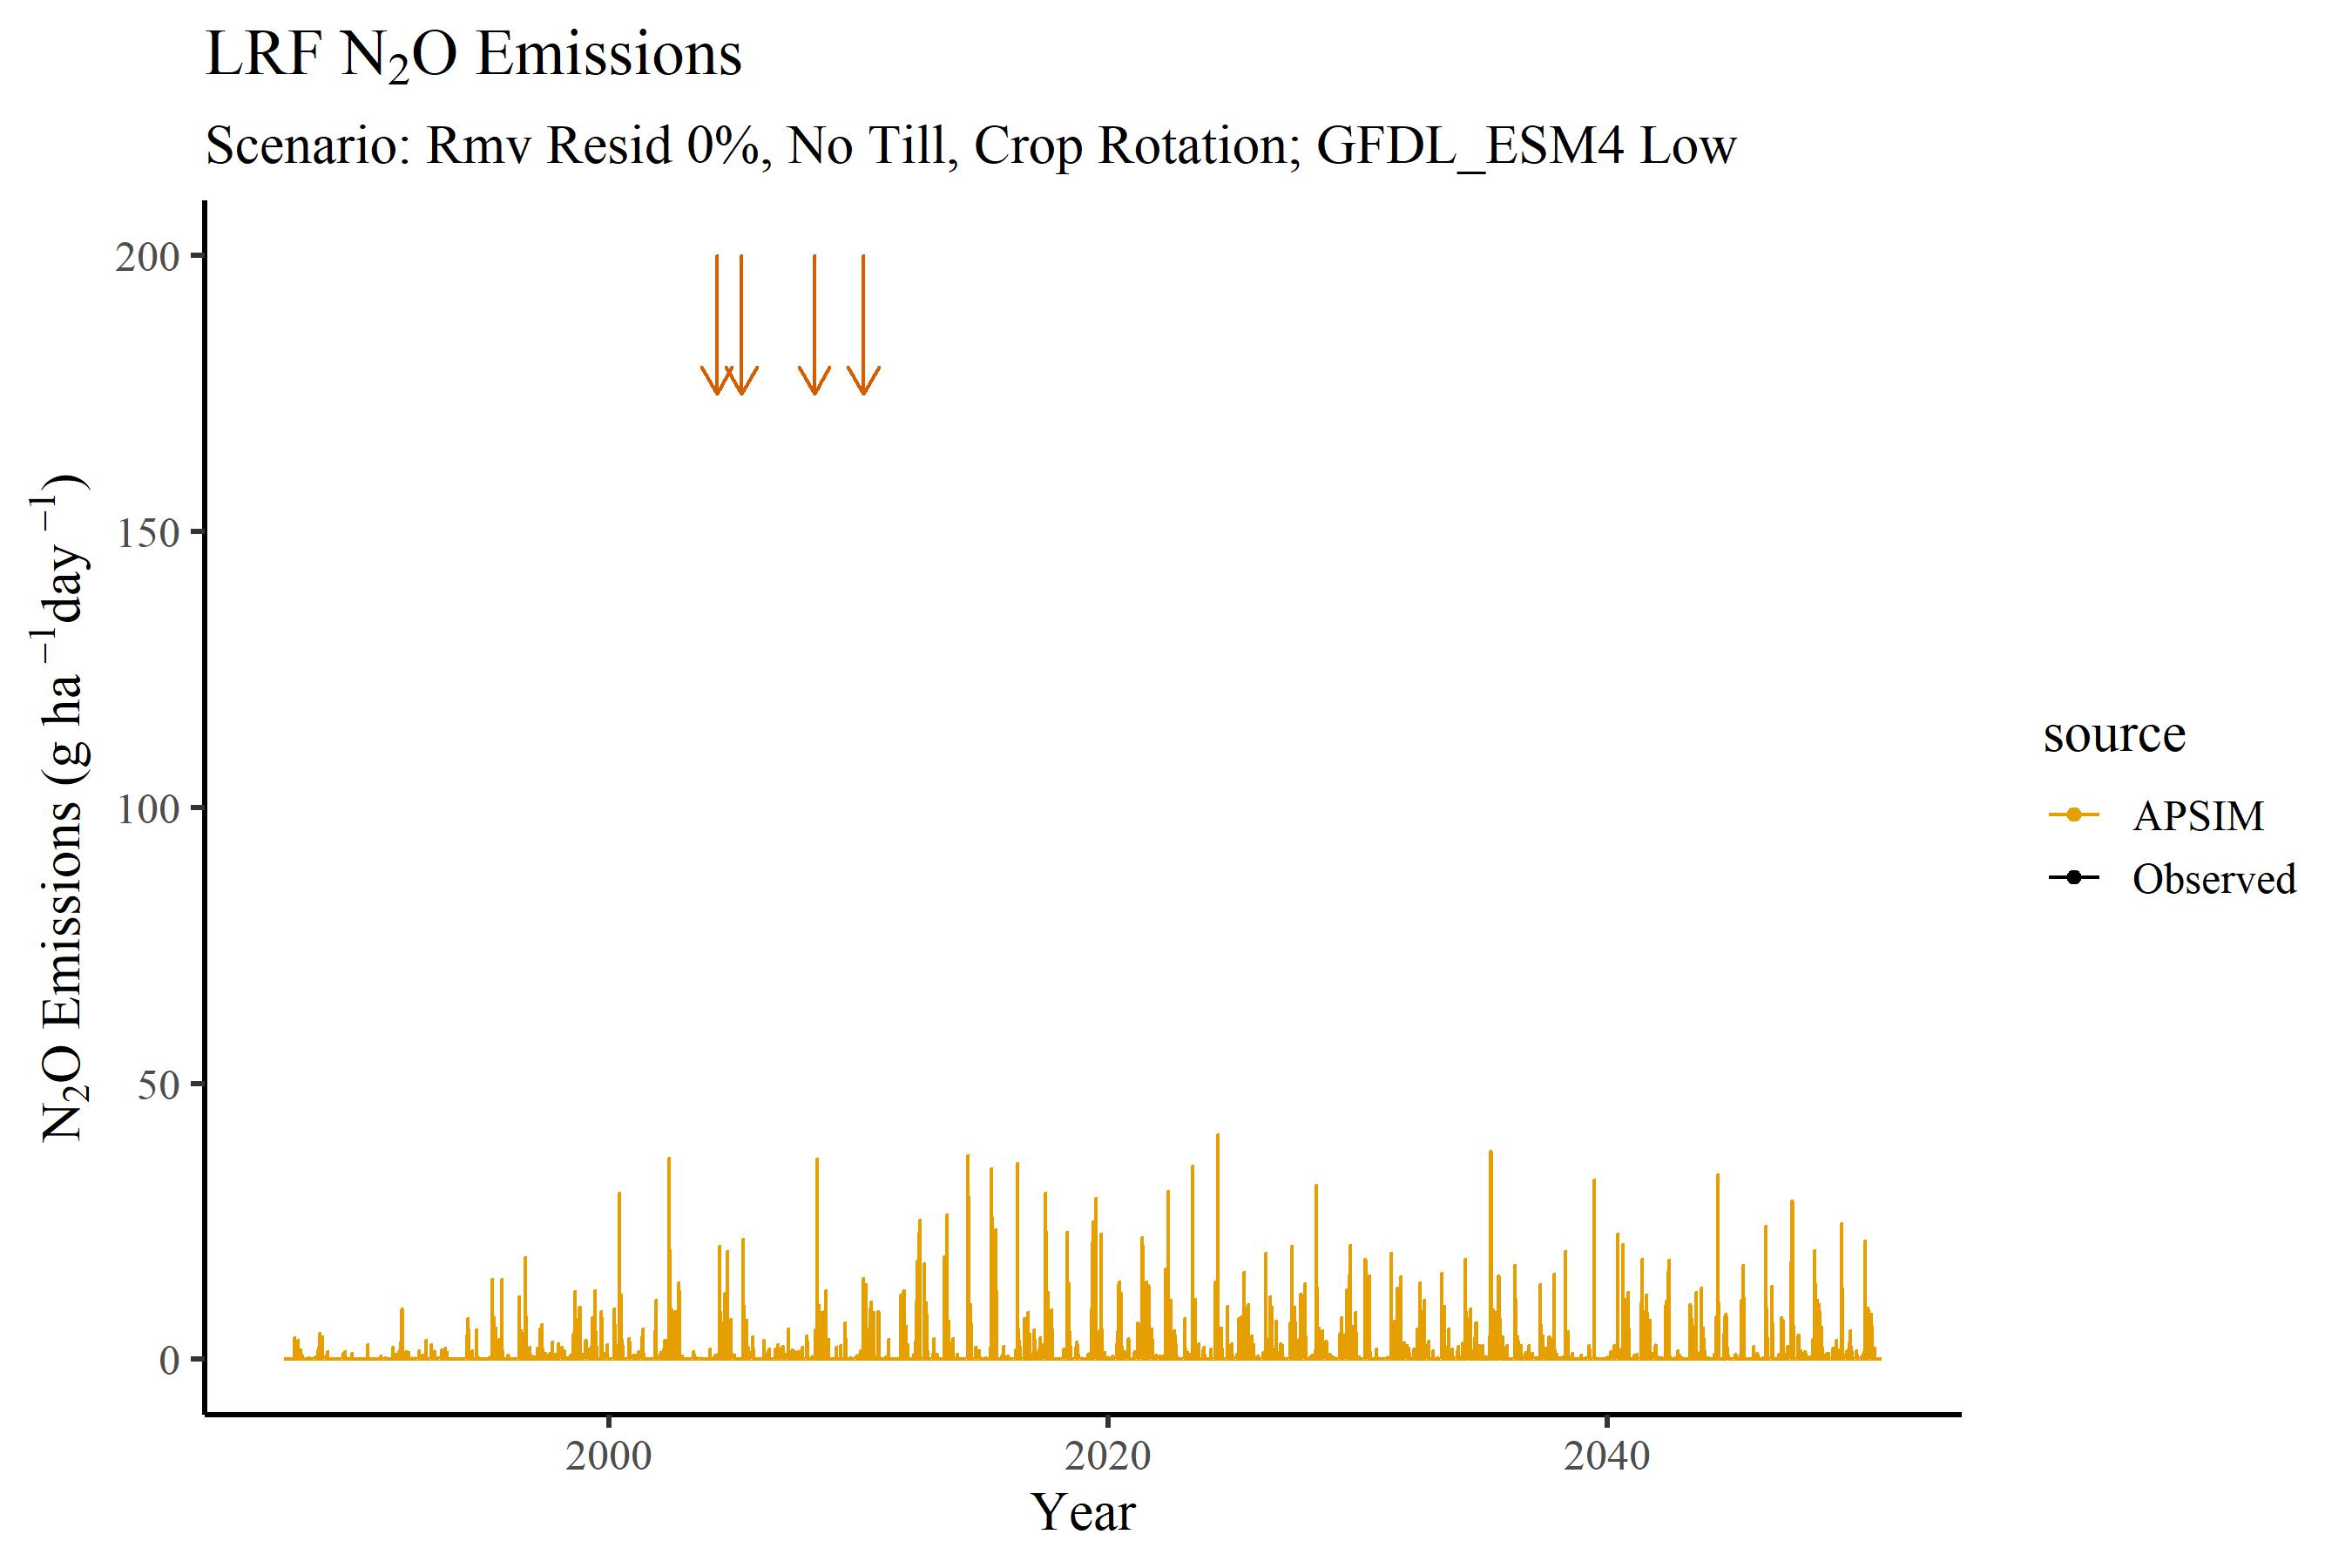 LRF N₂O Emissions
Scenario: Rmv Resid 0%, No Till, Crop Rotation; GFDL_ESM4 Low
N₂O Emissions (g ha ⁻¹day ⁻¹)
200
150
100
50
0
2000 2020 2040
Year
source
APSIM
Observed